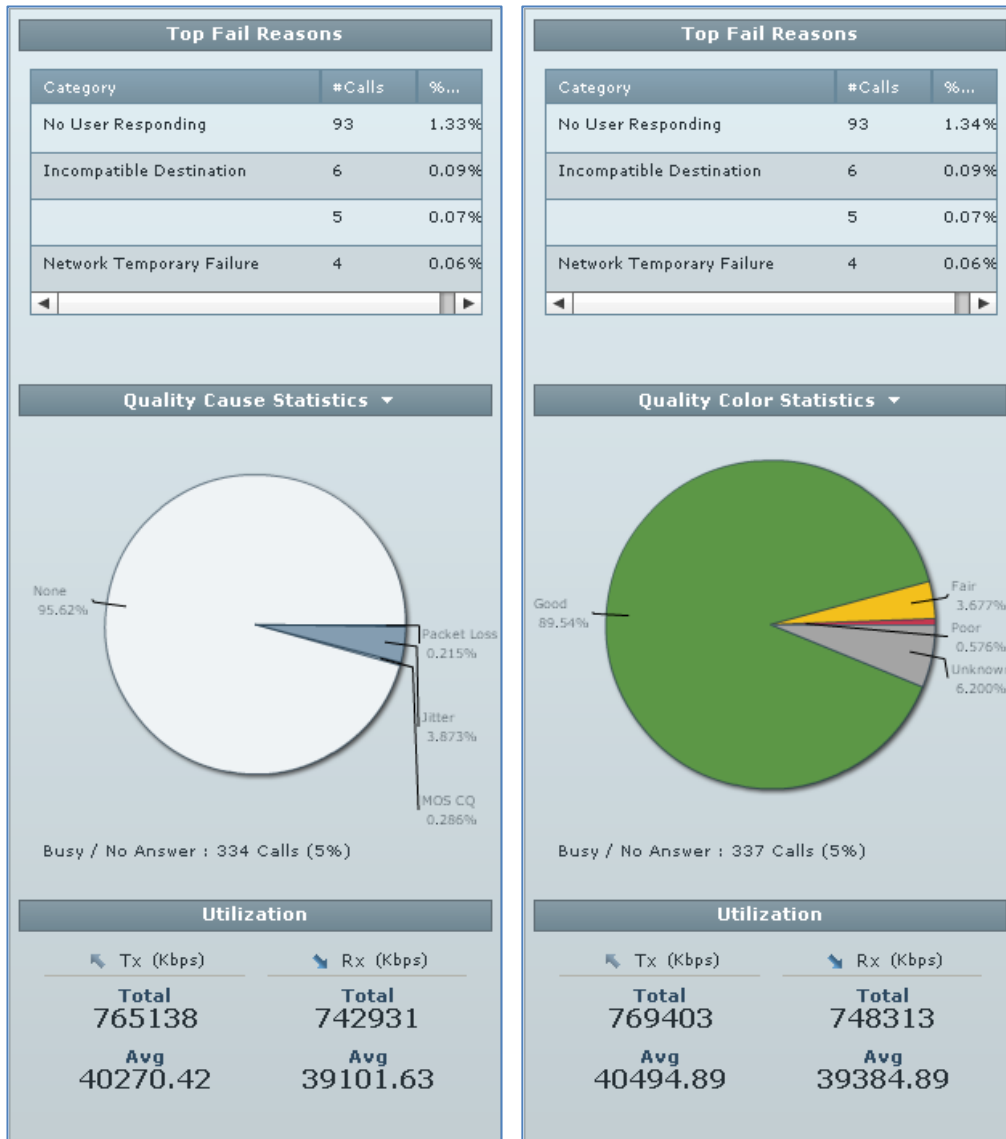 Top Fail Reasons
Category #Calls %...
No User Responding 93 1.33%
Incompatible Destination 6 0.09%
5 0.07%
Network Temporary Failure 4 0.06%
Quality Cause Statistics
None
95.62%
Packet Loss
0.215%
Jitter
3.873%
MOS CQ
0.286%
Busy / No Answer : 334 Calls (5%)
Utilization
Tx (Kbps) Rx (Kbps)
Total Total
765138 742931
Avg Avg
40270.42 39101.63
Top Fail Reasons
Category #Calls %...
No User Responding 93 1.34%
Incompatible Destination 6 0.09%
5 0.07%
Network Temporary Failure 4 0.06%
Quality Color Statistics
Good
89.54%
Fair
3.677%
Poor
0.576%
Unknown
6.200%
Busy / No Answer : 337 Calls (5%)
Utilization
Tx (Kbps) Rx (Kbps)
Total Total
769403 748313
Avg Avg
40494.89 39384.89